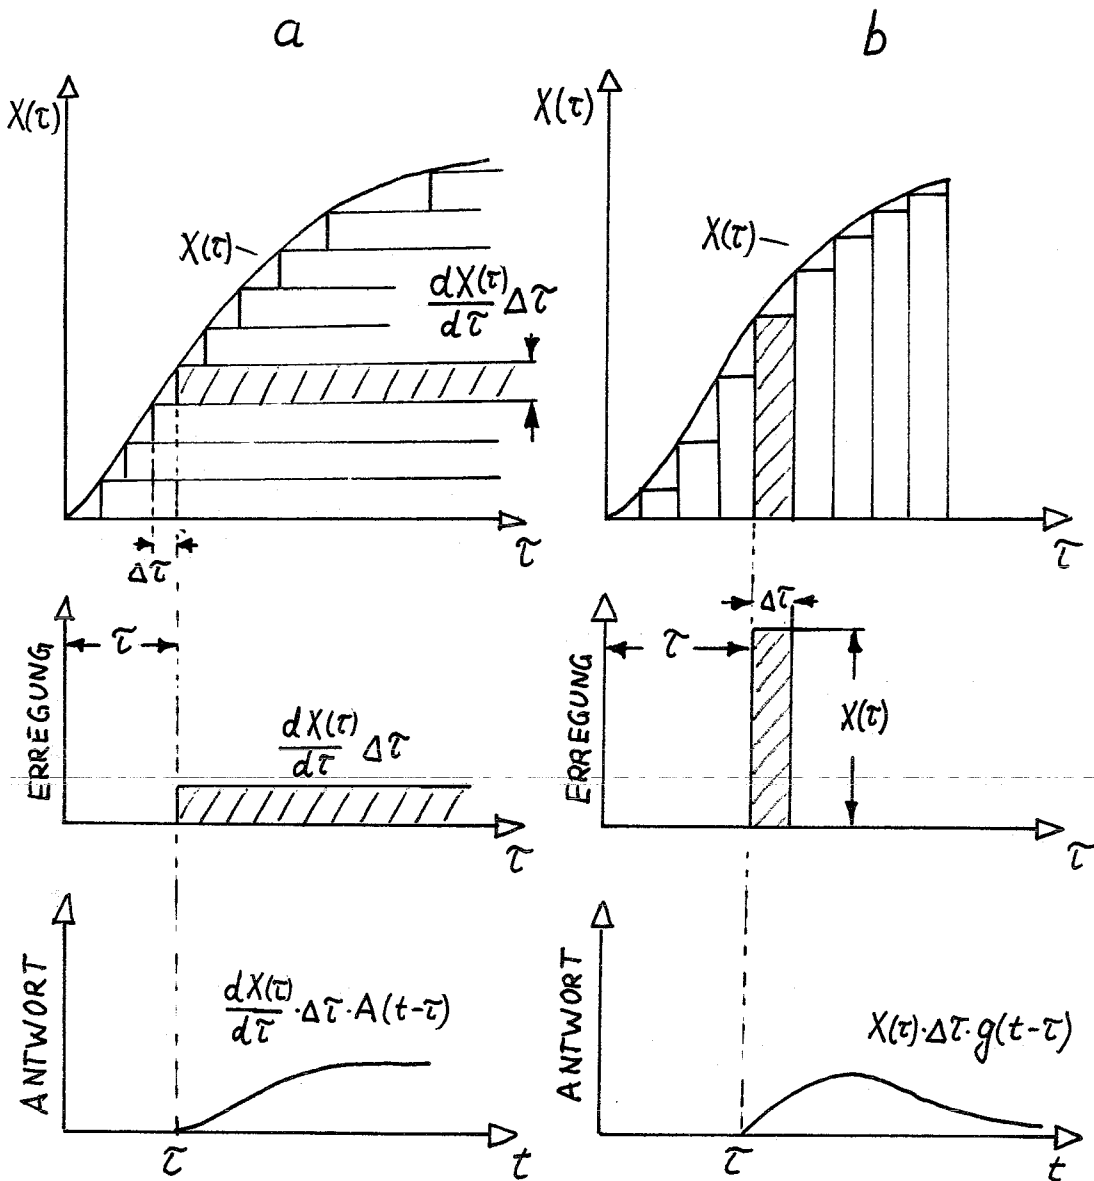 a
X(τ)
X(τ)
dX(τ)
dτ
Δτ
Δτ
τ
ERREGUNG
τ
dX(τ)
dτ
Δτ
τ
ANTWORT
dX(τ)
dτ
·Δτ·A(t-τ)
τ
t
b
X(τ)
X(τ)
τ
ERREGUNG
τ
Δτ
X(τ)
τ
ANTWORT
X(τ)·Δτ·g(t-τ)
τ
t